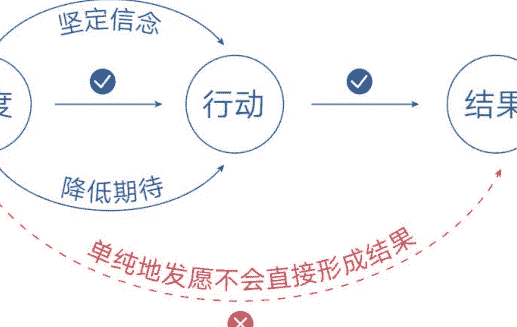 坚定信念
度
行动
结果
降低期待
单纯地发愿不会直接形成结果